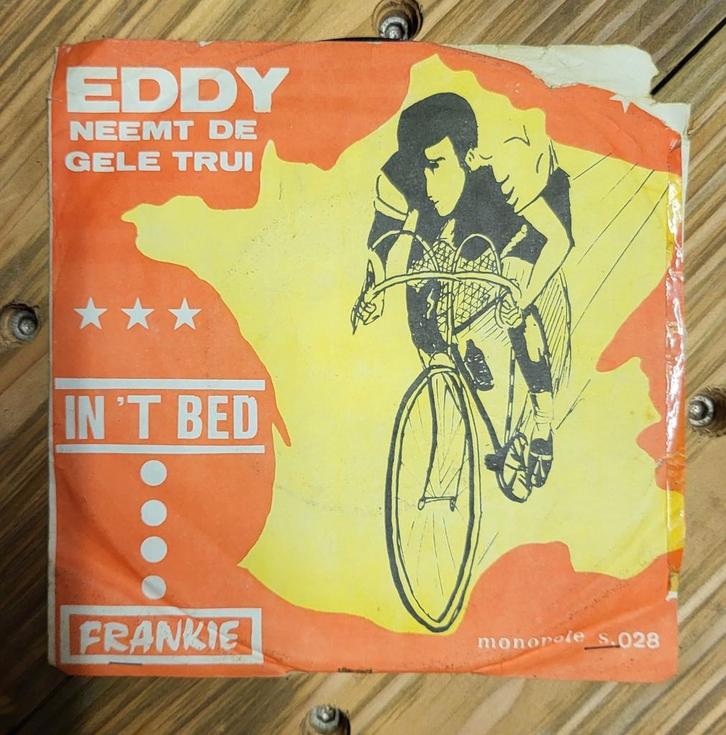 EDDY
NEEMT DE
GELE TRUI
IN 'T BED
FRANKIE
monopole s.028